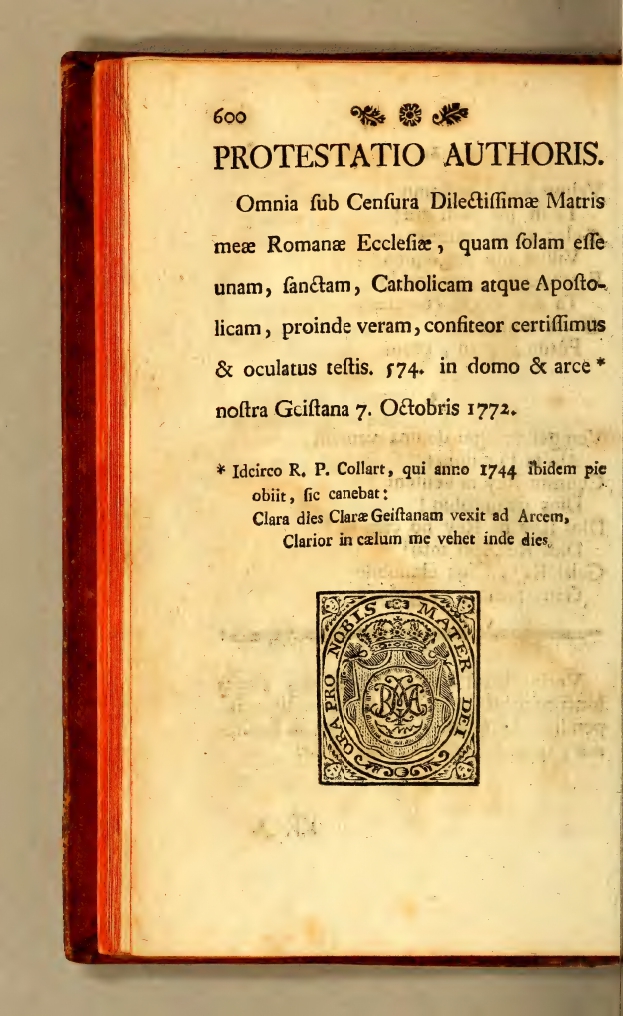 600
PROTESTATIO AUTHORIS.
Omnia ſub Cenſura Dilectiſſimæ Matris
meæ Romanæ Eccleſiæ, quam ſolam eſſe
unam, ſanctam, Catholicam atque Apoſto-
licam, proinde veram, confiteor certiſſimus
& oculatus teſtis. ſ74. in domo & arce *
noſtra Geiſtana 7. Octobris 1772.
* Idcirco R. P. Collart, qui anno 1744 ibidem pie
obiit, ſic canebat:
Clara dies Claræ Geiſtanam vexit ad Arcem,
Clarior in cælum me vehet inde dies.
ORA PRO NOBIS MATER DEI